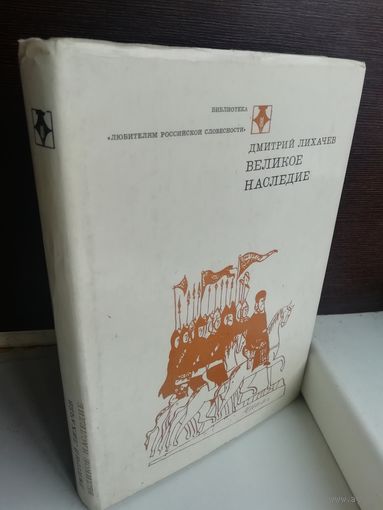 БИБЛИОТЕКА
«ЛЮБИТЕЛЯМ РОССИЙСКОЙ СЛОВЕСНОСТИ»
ДМИТРИЙ ЛИХАЧЕВ
ВЕЛИКОЕ
НАСЛЕДИЕ
ДМИТРИЙ ЛИХАЧЕВ
ВЕЛИКОЕ НАСЛЕДИЕ